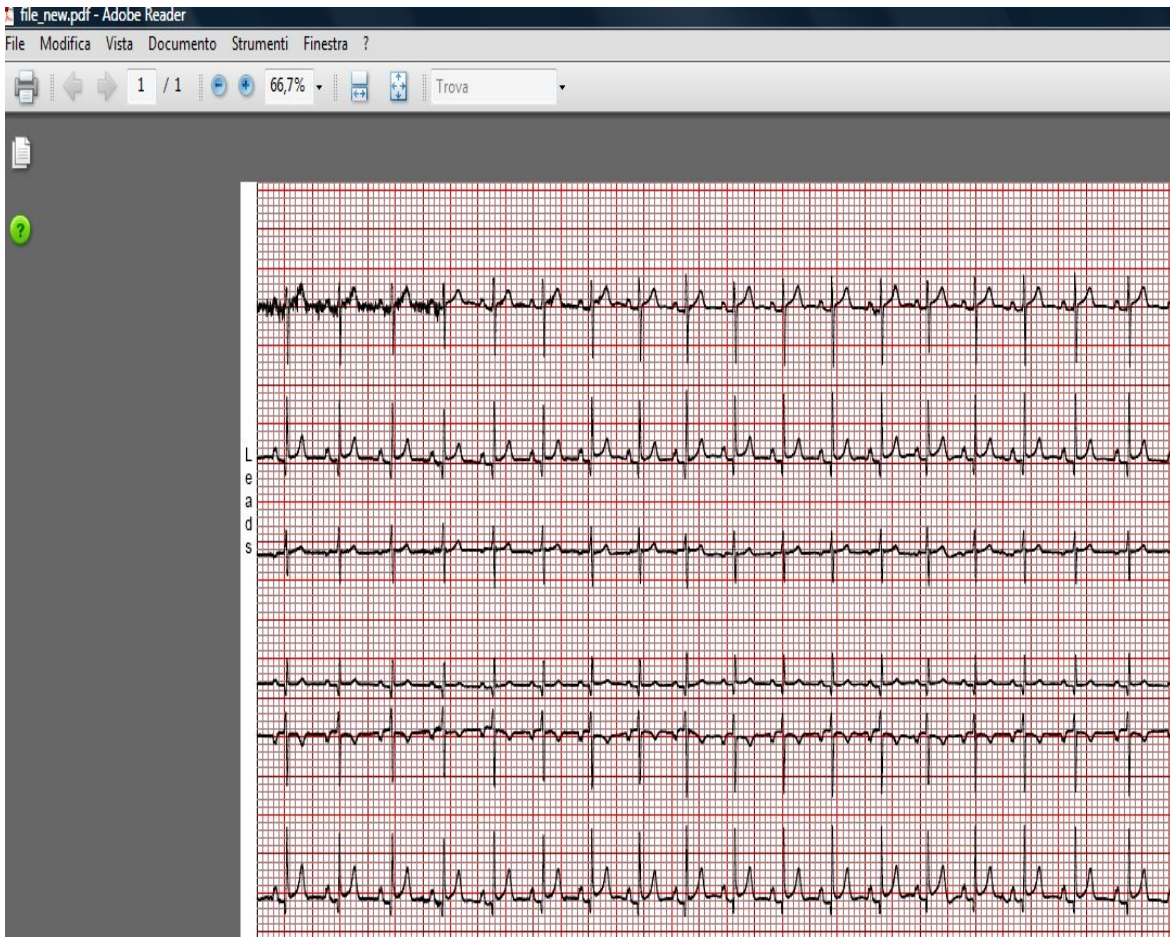 file_new.pdf - Adobe Reader
File Modifica Vista Documento Strumenti Finestra ?
1 / 1 66,7% Trova
?
L
e
a
d
s